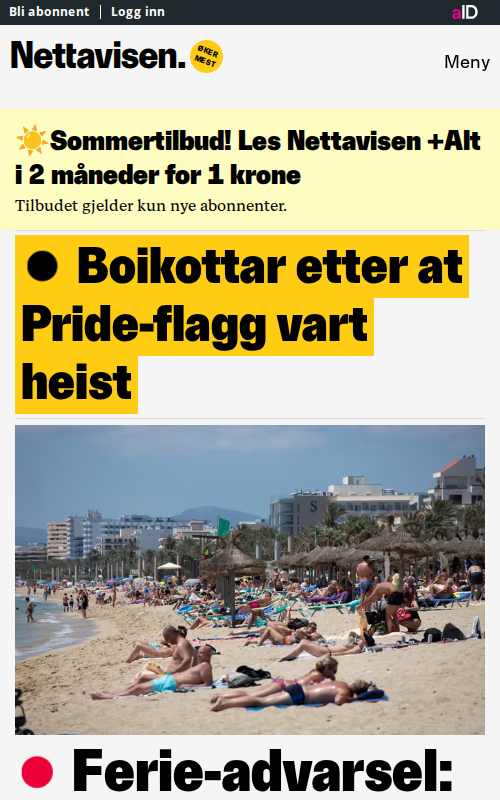 Bli abonnent | Logg inn
aID
Nettavisen.
ØKER
MEST
Meny
Sommertilbud! Les Nettavisen +Alt
i 2 måneder for 1 krone
Tilbudet gjelder kun nye abonnenter.
Boikottar etter at
Pride-flagg vart
heist
S
Ferie-advarsel: